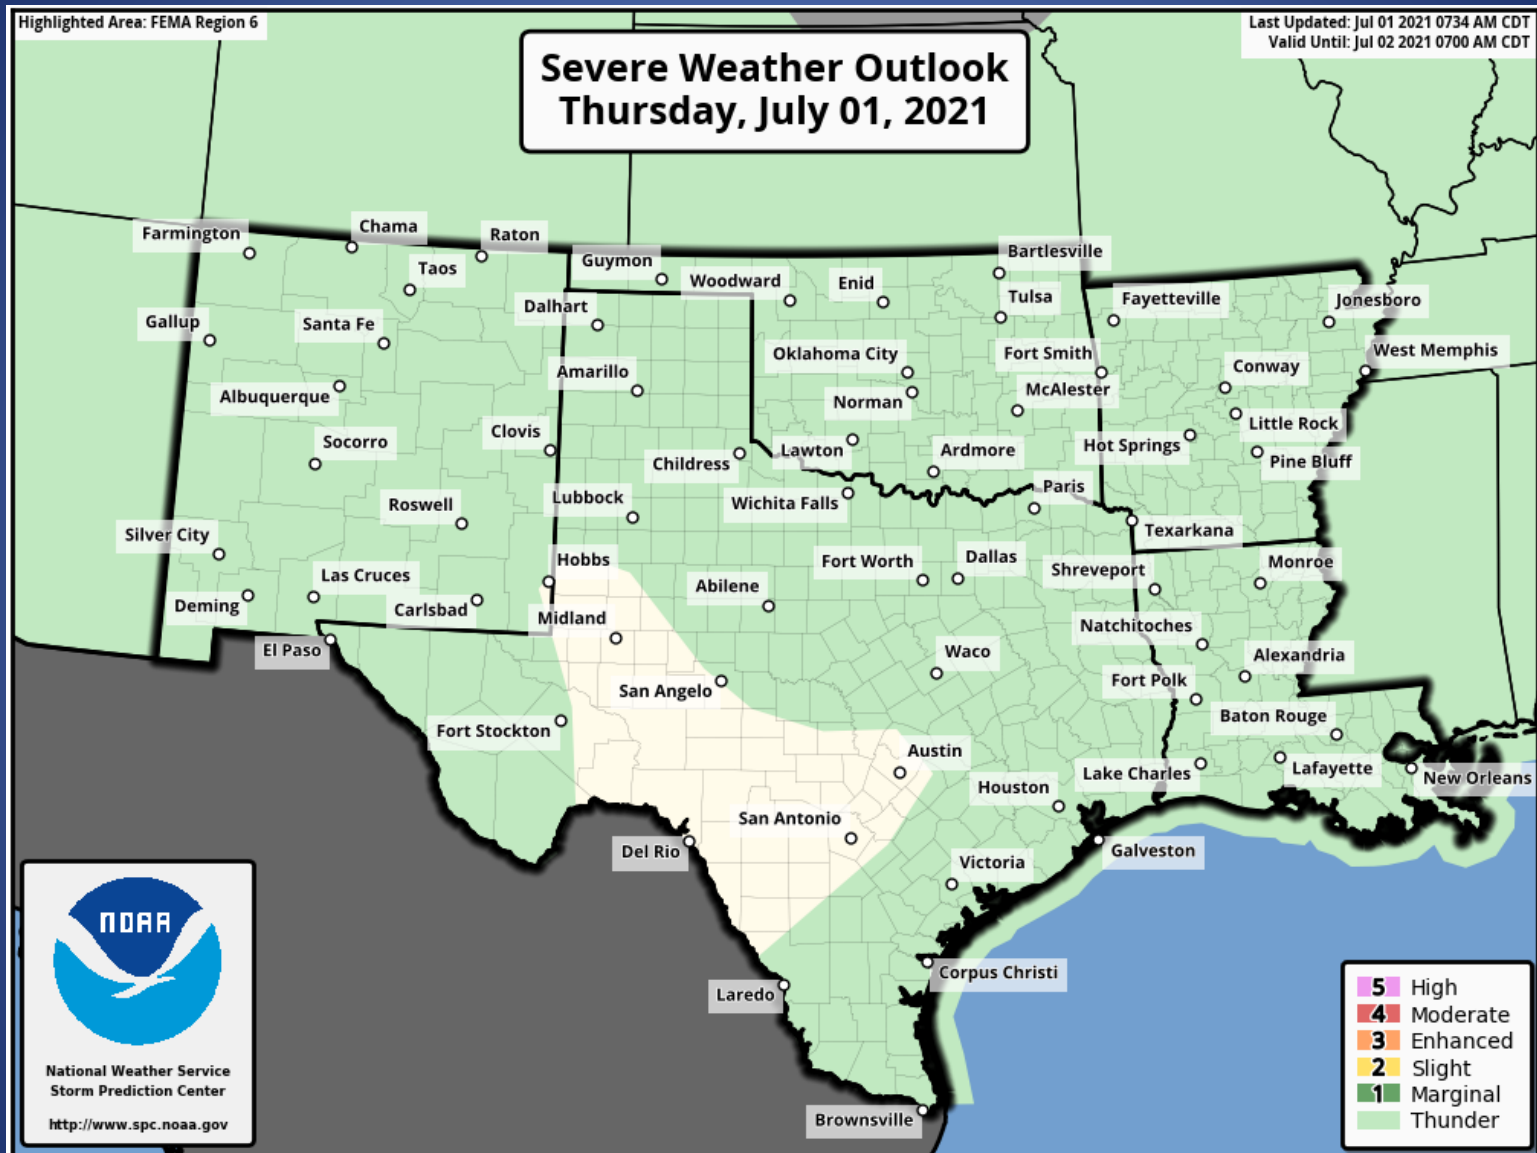 Highlighted Area: FEMA Region 6
Last Updated: Jul 01 2021 0734 AM CDT
Valid Until: Jul 02 2021 0700 AM CDT
Severe Weather Outlook
Thursday, July 01, 2021
Farmington
Chama
Raton
Taos
Guymon
Woodward
Enid
Bartlesville
Tulsa
Fayetteville
Jonesboro
Gallup
Santa Fe
Dalhart
Oklahoma City
Fort Smith
West Memphis
Albuquerque
Amarillo
Norman
McAlester
Conway
Little Rock
Socorro
Clovis
Childress
Lawton
Ardmore
Hot Springs
Pine Bluff
Roswell
Lubbock
Wichita Falls
Paris
Texarkana
Silver City
Las Cruces
Hobbs
Abilene
Fort Worth
Dallas
Shreveport
Monroe
Deming
Carlsbad
Midland
Natchitoches
El Paso
San Angelo
Waco
Fort Polk
Alexandria
Fort Stockton
Austin
Baton Rouge
Lake Charles
Lafayette
New Orleans
San Antonio
Houston
Del Rio
Victoria
Galveston
Laredo
Corpus Christi
Brownsville
NOAA
National Weather Service
Storm Prediction Center
http://www.spc.noaa.gov
5 High
4 Moderate
3 Enhanced
2 Slight
1 Marginal
Thunder